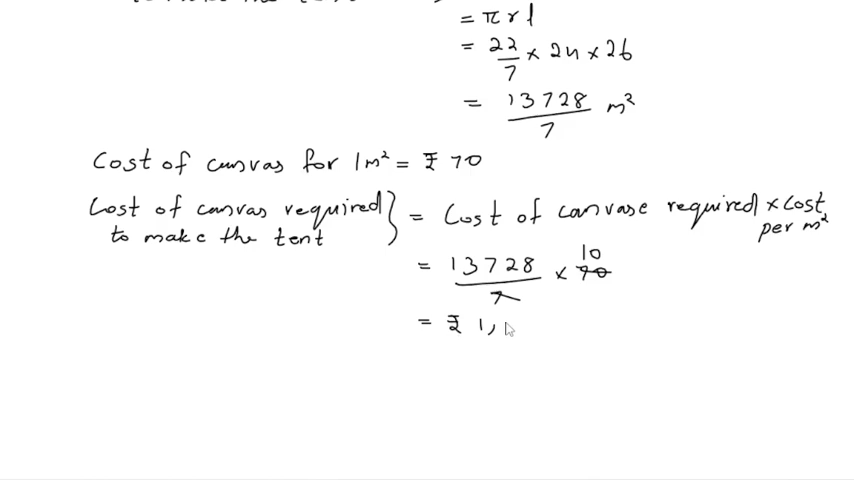 = π r l
= 22/7 × 24 × 26
= 13728/7 m²
Cost of canvas for 1m² = ₹ 70
Cost of canvas required to make the tent } = Cost of canvase required × Cost per m²
= 13728/7 × 70 10
= ₹ 1,